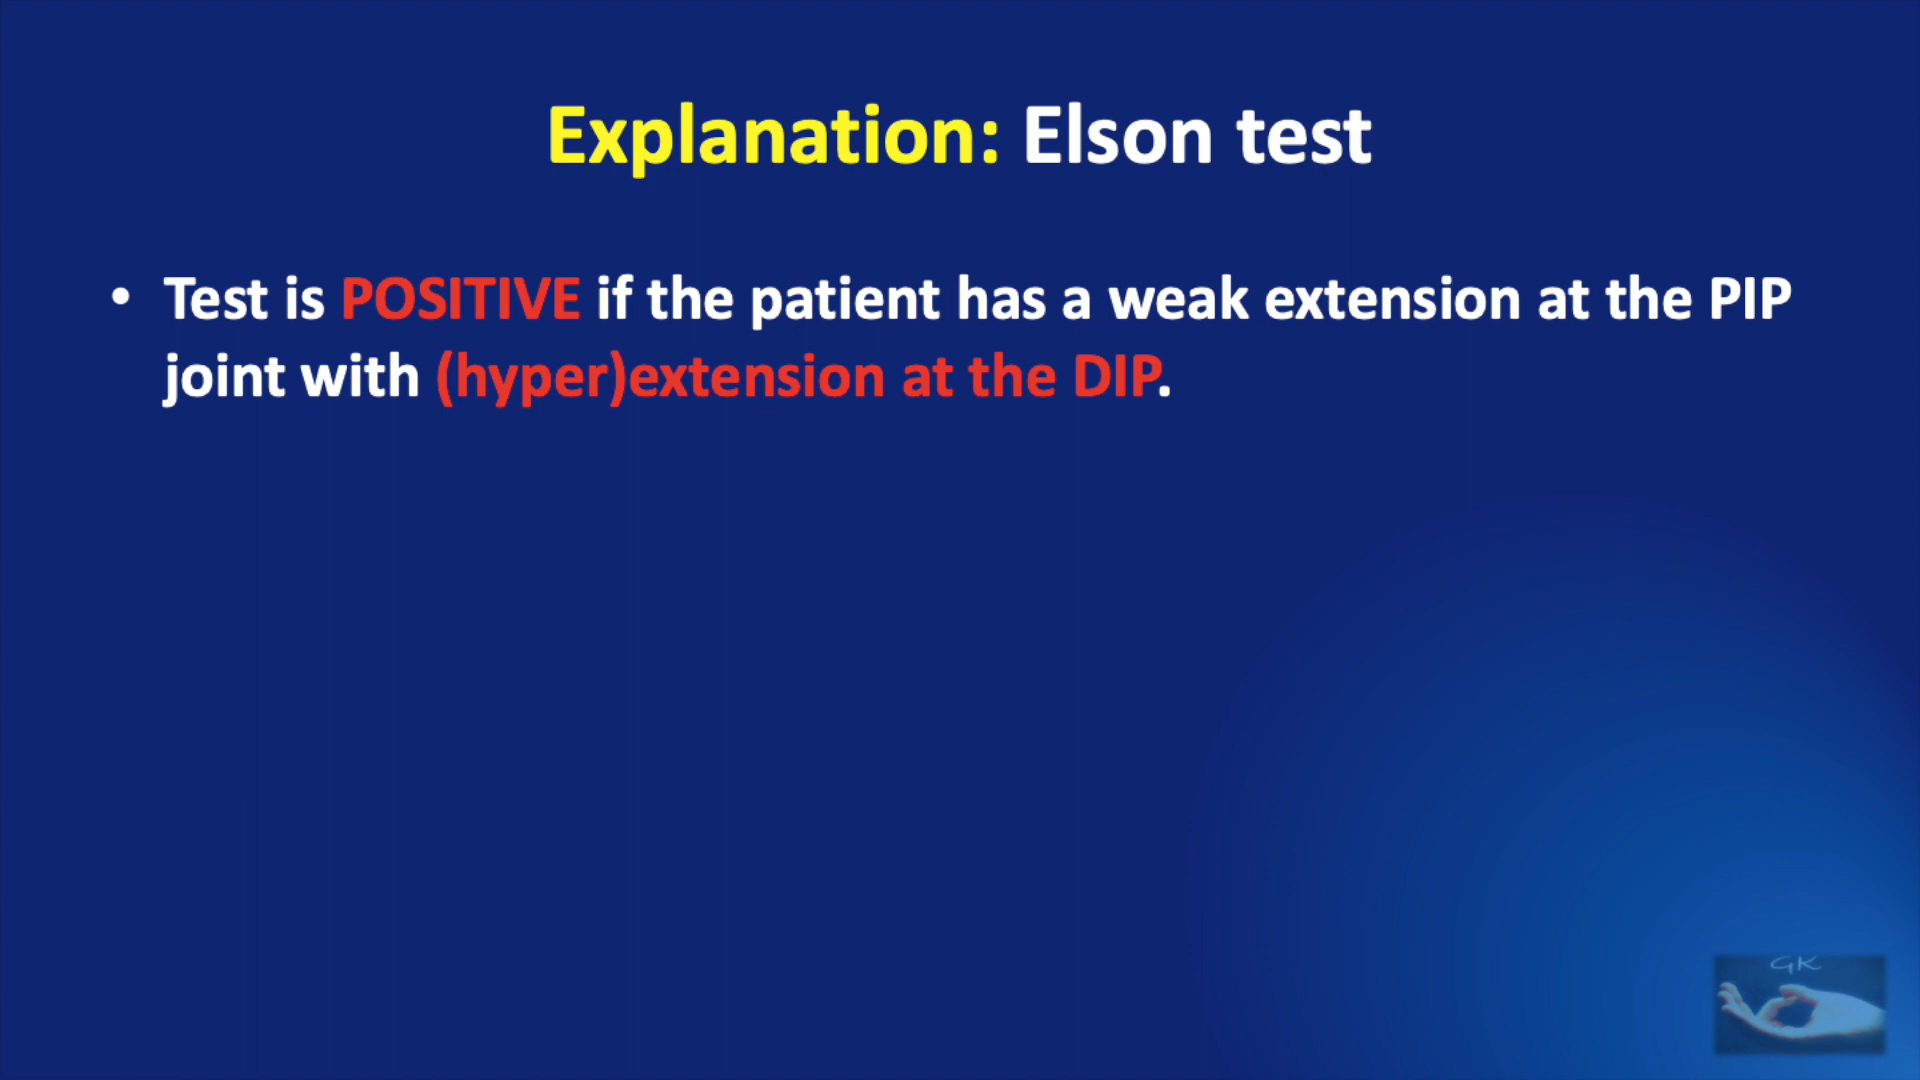 Explanation: Elson test
• Test is POSITIVE if the patient has a weak extension at the PIP
joint with (hyper)extension at the DIP.
GK